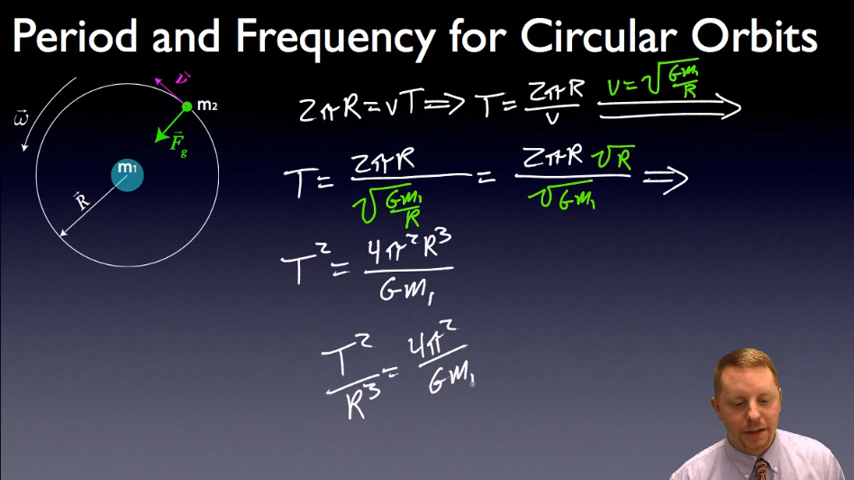 Period and Frequency for Circular Orbits
v⃗
m2
ω⃗
F⃗g
m1
R⃗
2πR = vT ⟹ T = 2πR/v v = √(Gm₁/R) ⟹
T = 2πR/√(Gm₁/R) = 2πR √R/√(Gm₁) ⟹
T² = 4π²R³/Gm₁
T²/R³ = 4π²/Gm₁